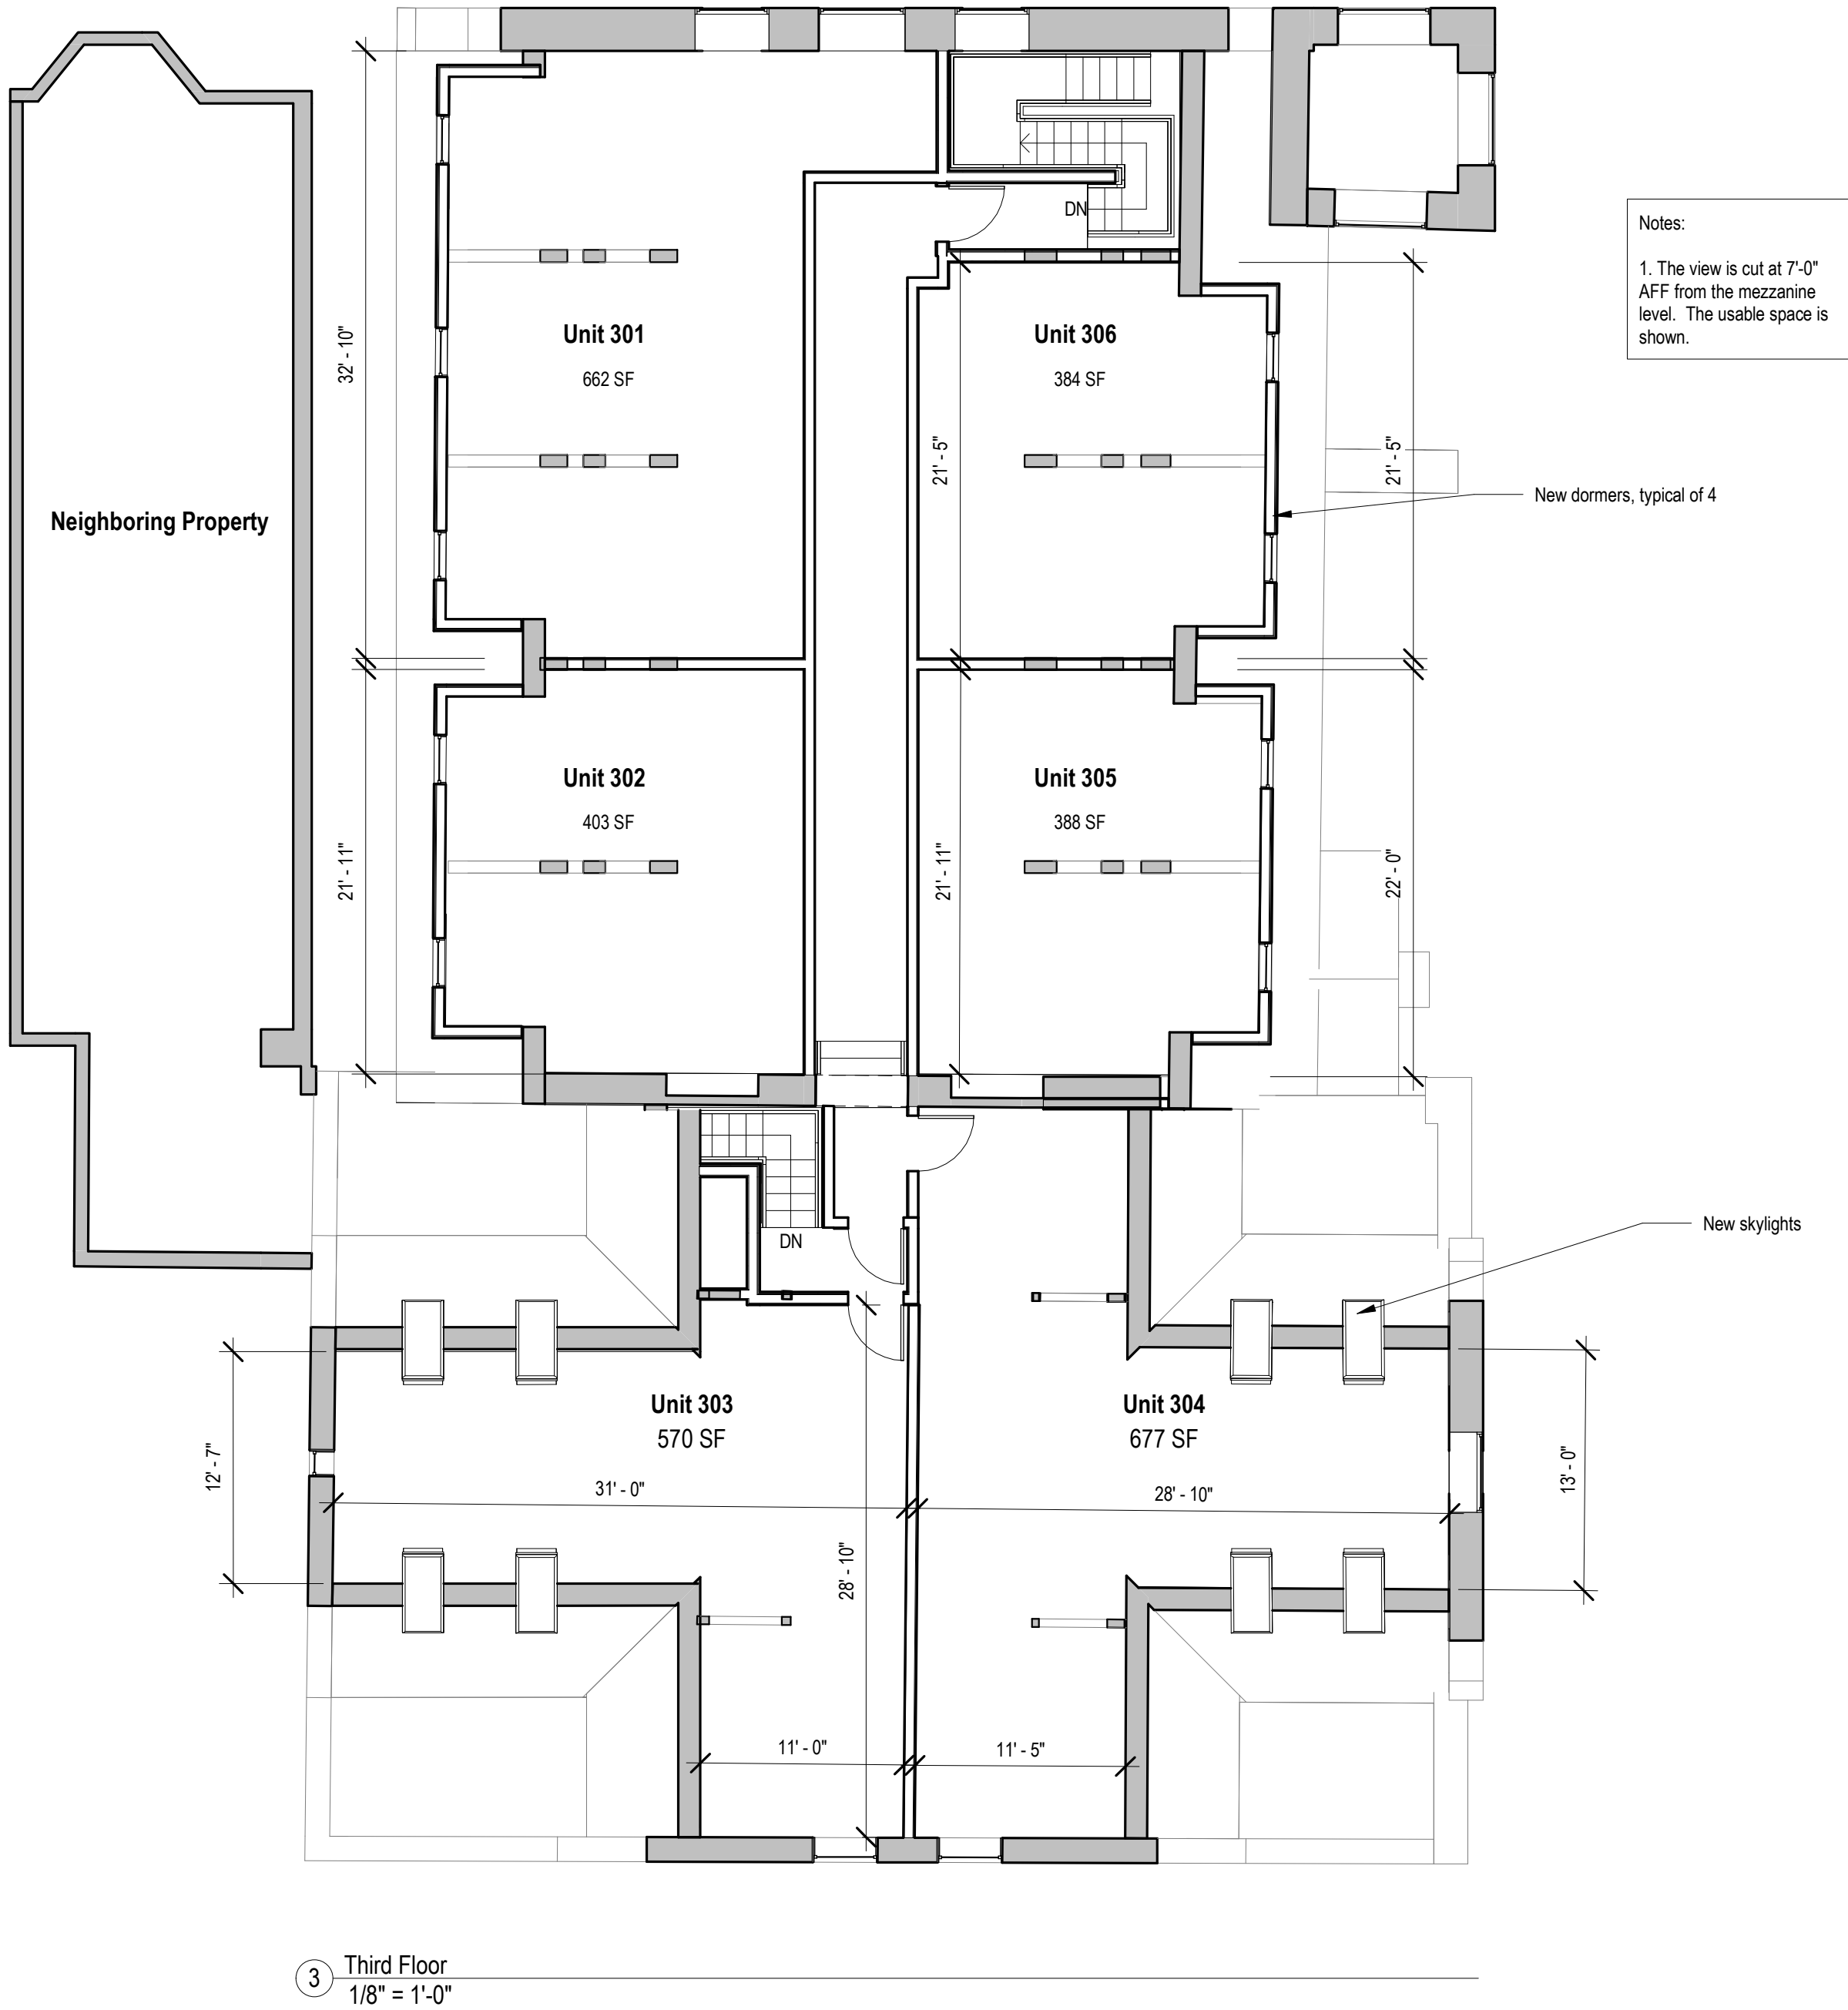 Notes:
1. The view is cut at 7'-0"
AFF from the mezzanine
level.  The usable space is
shown.
DN
Unit 301
662 SF
Unit 306
384 SF
32' - 10"
21' - 5"
21' - 5"
New dormers, typical of 4
Neighboring Property
Unit 302
403 SF
Unit 305
388 SF
21' - 11"
21' - 11"
22' - 0"
New skylights
DN
Unit 303
570 SF
Unit 304
677 SF
12' - 7"
13' - 0"
31' - 0"
28' - 10"
28' - 10"
11' - 0"
11' - 5"
3
Third Floor
1/8" = 1'-0"